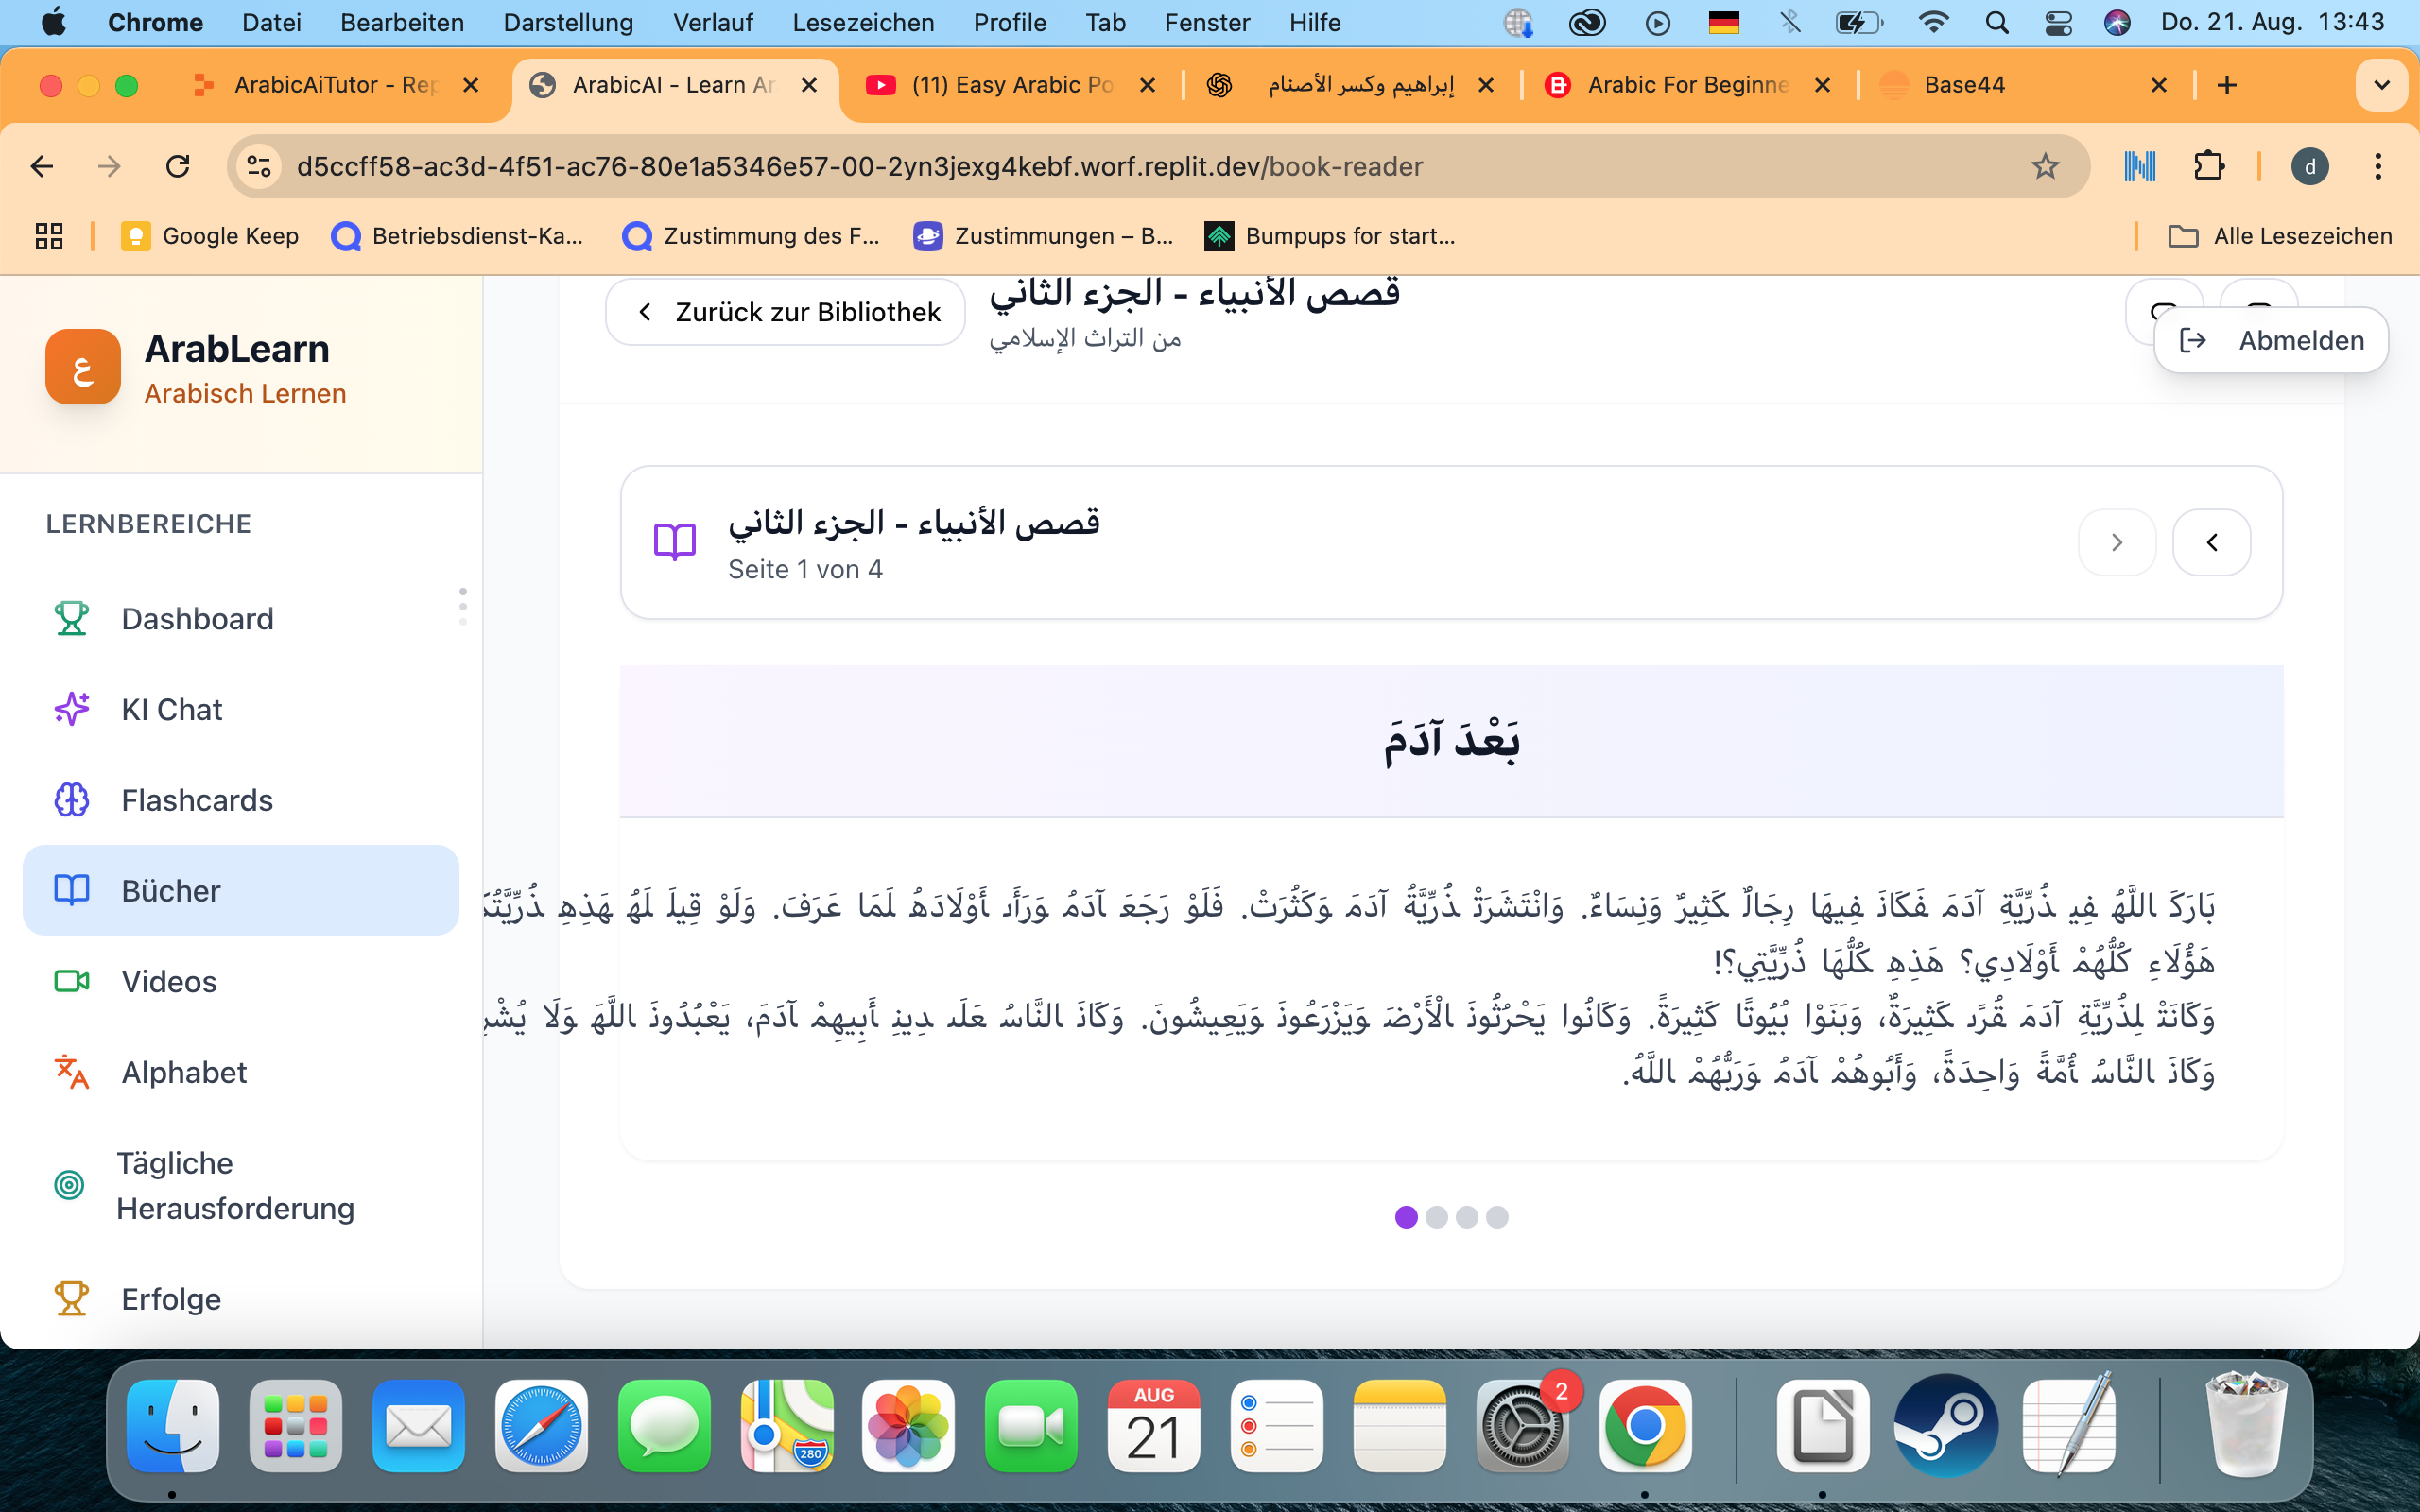 Chrome Datei Bearbeiten Darstellung Verlauf Lesezeichen Profile Tab Fenster Hilfe Do. 21. Aug. 13:43
ArabicAiTutor - Rep ArabicAI - Learn Ar (11) Easy Arabic Po إبراهيم وكسر الأصنام Arabic For Beginne Base44
d5ccff58-ac3d-4f51-ac76-80e1a5346e57-00-2yn3jexg4kebf.worf.replit.dev/book-reader d
Google Keep Betriebsdienst-Ka... Zustimmung des F... Zustimmungen – B... Bumpups for start... Alle Lesezeichen
ع
ArabLearn
Arabisch Lernen
LERNBEREICHE
Dashboard
KI Chat
Flashcards
Bücher
Videos
Alphabet
Tägliche
Herausforderung
Erfolge
Zurück zur Bibliothek
قصص الأنبياء - الجزء الثاني
من التراث الإسلامي
Abmelden
قصص الأنبياء - الجزء الثاني
Seite 1 von 4
بَعْدَ آدَمَ
بَارَكَ اللَّهُ فِي ذُرِّيَّةِ آدَمَ فَكَانَ فِيهَا رِجَالٌ كَثِيرٌ وَنِسَاءٌ. وَانْتَشَرَتْ ذُرِّيَّةُ آدَمَ وَكَثُرَتْ. فَلَوْ رَجَعَ آدَمُ وَرَأَى أَوْلَادَهُ لَمَا عَرَفَ. وَلَوْ قِيلَ لَهُ هَذِهِ ذُرِّيَّتُكَ
هَؤُلَاءِ كُلُّهُمْ أَوْلَادِي؟ هَذِهِ كُلُّهَا ذُرِّيَّتِي؟!
وَكَانَتْ لِذُرِّيَّةِ آدَمَ قُرًى كَثِيرَةٌ، وَبَنَوْا بُيُوتًا كَثِيرَةً. وَكَانُوا يَحْرُثُونَ الْأَرْضَ وَيَزْرَعُونَ وَيَعِيشُونَ. وَكَانَ النَّاسُ عَلَى دِينِ أَبِيهِمْ آدَمَ، يَعْبُدُونَ اللَّهَ وَلَا
وَكَانَ النَّاسُ أُمَّةً وَاحِدَةً، وَأَبُوهُمْ آدَمُ وَرَبُّهُمْ اللَّهُ.
280
AUG
21
2